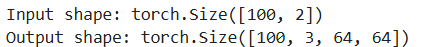 Input shape: torch.Size([100, 2])
Output shape: torch.Size([100, 3, 64, 64])